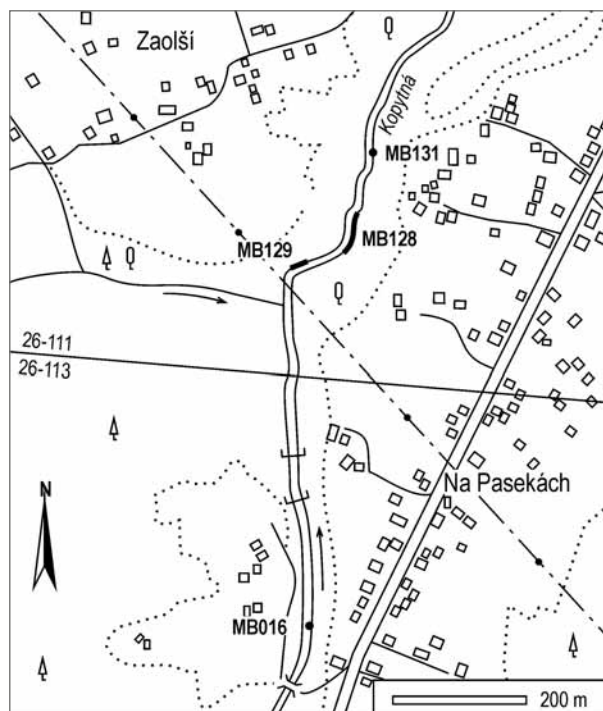 Zaolší
Kopytná
MB131
MB129
MB128
26-111
26-113
Na Pasekách
N
MB016
200 m